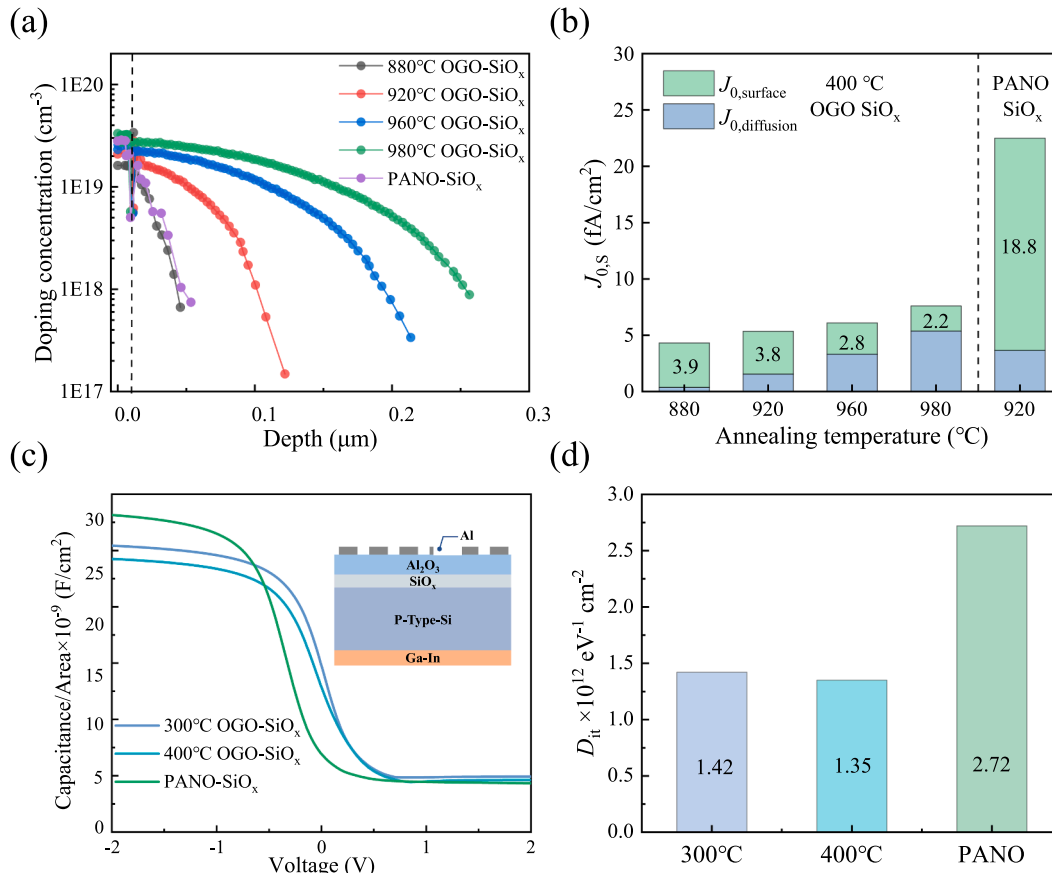 (a)
Doping concentration (cm⁻³)
1E20
1E19
1E18
1E17
880℃ OGO-SiOₓ
920℃ OGO-SiOₓ
960℃ OGO-SiOₓ
980℃ OGO-SiOₓ
PANO-SiOₓ
0.0 0.1 0.2 0.3
Depth (μm)
(b)
J₀,S (fA/cm²)
30
25
20
15
10
5
0
J₀,surface
J₀,diffusion
400 ℃
OGO SiOₓ
PANO
SiOₓ
3.9
3.8
2.8
2.2
18.8
880 920 960 980 920
Annealing temperature (℃)
(c)
Capacitance/Area×10⁻⁹ (F/cm²)
30
25
20
15
10
5
0
Al
Al₂O₃
SiOₓ
P-Type-Si
Ga-In
300℃ OGO-SiOₓ
400℃ OGO-SiOₓ
PANO-SiOₓ
-2 -1 0 1 2
Voltage (V)
(d)
Dᵢₜ ×10¹² eV⁻¹ cm⁻²
3.0
2.5
2.0
1.5
1.0
0.5
0.0
1.42
1.35
2.72
300℃ 400℃ PANO